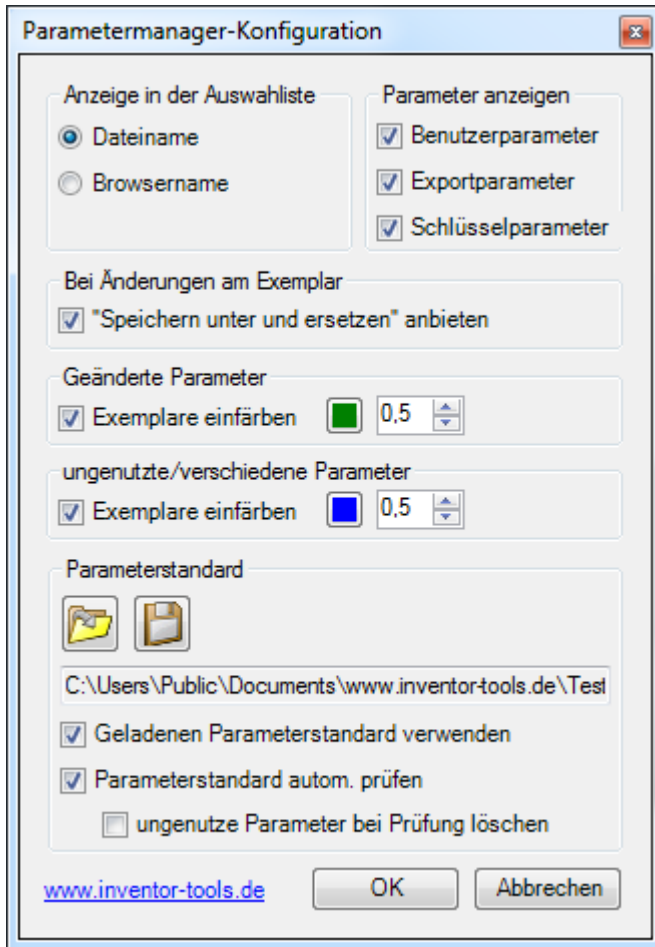 Parametermanager-Konfiguration
Anzeige in der Auswahlliste
Dateiname
Browsername
Parameter anzeigen
Benutzerparameter
Exportparameter
Schlüsselparameter
Bei Änderungen am Exemplar
"Speichern unter und ersetzen" anbieten
Geänderte Parameter
Exemplare einfärben 0,5
ungenutzte/verschiedene Parameter
Exemplare einfärben 0,5
Parameterstandard
C:\Users\Public\Documents\www.inventor-tools.de\Test
Geladenen Parameterstandard verwenden
Parameterstandard autom. prüfen
ungenutze Parameter bei Prüfung löschen
www.inventor-tools.de OK Abbrechen